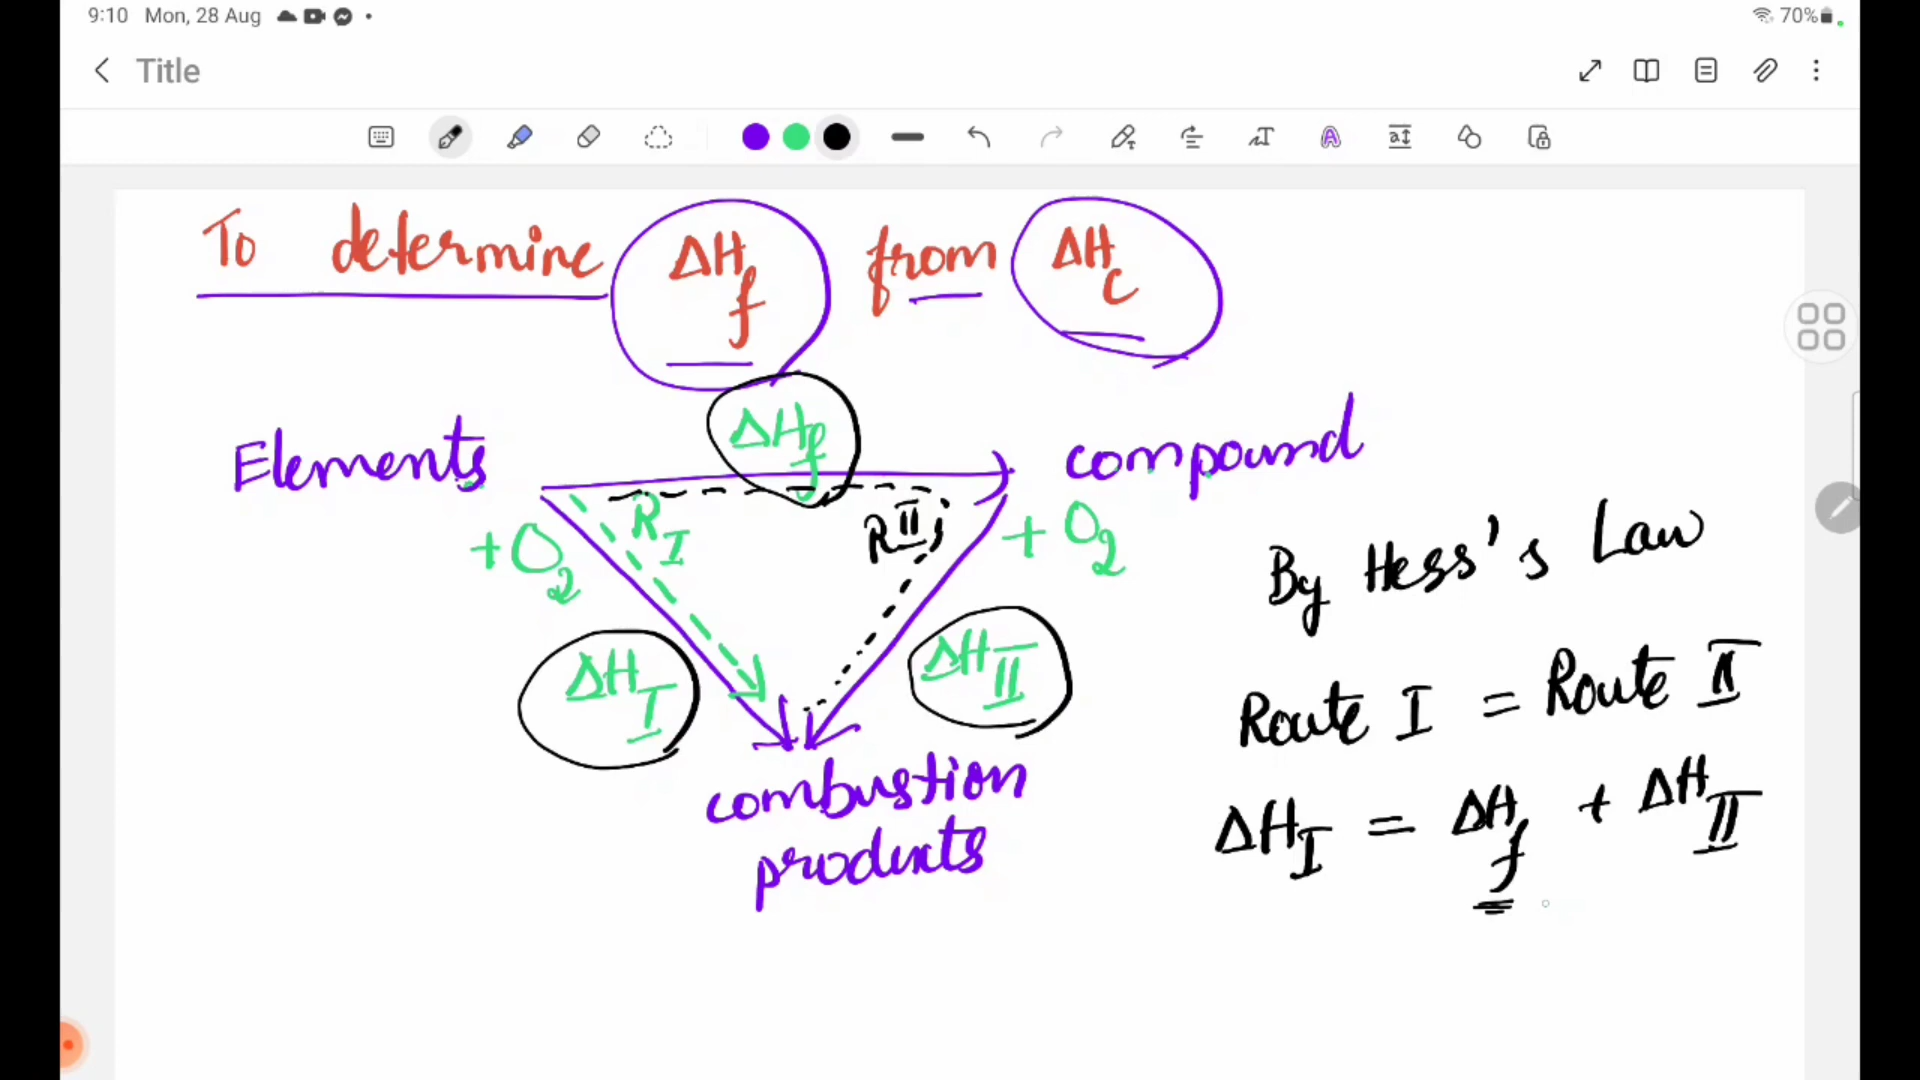 9:10 Mon, 28 Aug
70%
Title
To determine ΔHf from ΔHc
ΔHf
Elements
compound
+ O2
RI
RII
+ O2
ΔHI
ΔHII
combustion
products
By Hess's Law
Route I = Route II
ΔHI = ΔHf + ΔHII